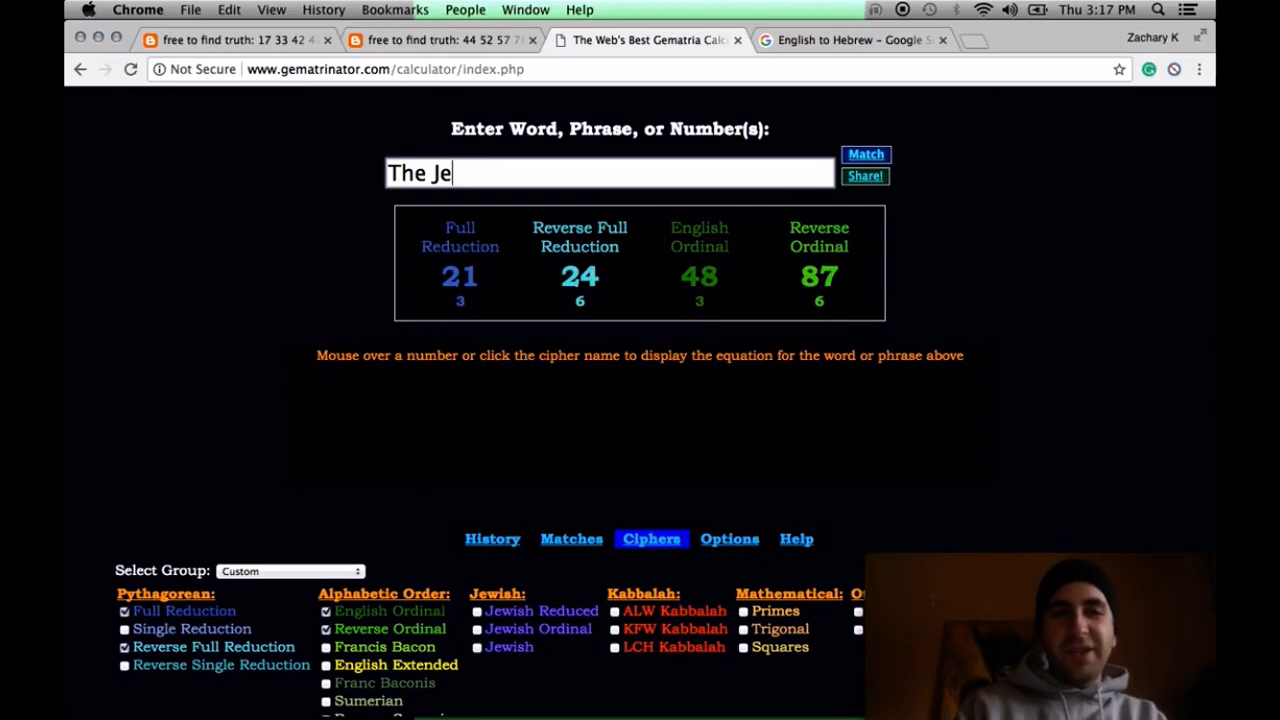 Chrome File Edit View History Bookmarks People Window Help Thu 3:17 PM
free to find truth: 17 33 42 4 × free to find truth: 44 52 57 7 × The Web's Best Gematria Calc × English to Hebrew - Google S × Zachary K
Not Secure www.gematrinator.com/calculator/index.php
Enter Word, Phrase, or Number(s):
Match
The Je
Share!
Full Reduction Reverse Full Reduction English Ordinal Reverse Ordinal
21 24 48 87
3 6 3 6
Mouse over a number or click the cipher name to display the equation for the word or phrase above
History Matches Ciphers Options Help
Select Group: Custom
Pythagorean: Alphabetic Order: Jewish: Kabbalah: Mathematical:
Full Reduction English Ordinal Jewish Reduced ALW Kabbalah Primes
Single Reduction Reverse Ordinal Jewish Ordinal KFW Kabbalah Trigonal
Reverse Full Reduction Francis Bacon Jewish LCH Kabbalah Squares
Reverse Single Reduction English Extended
Franc Baconis
Sumerian